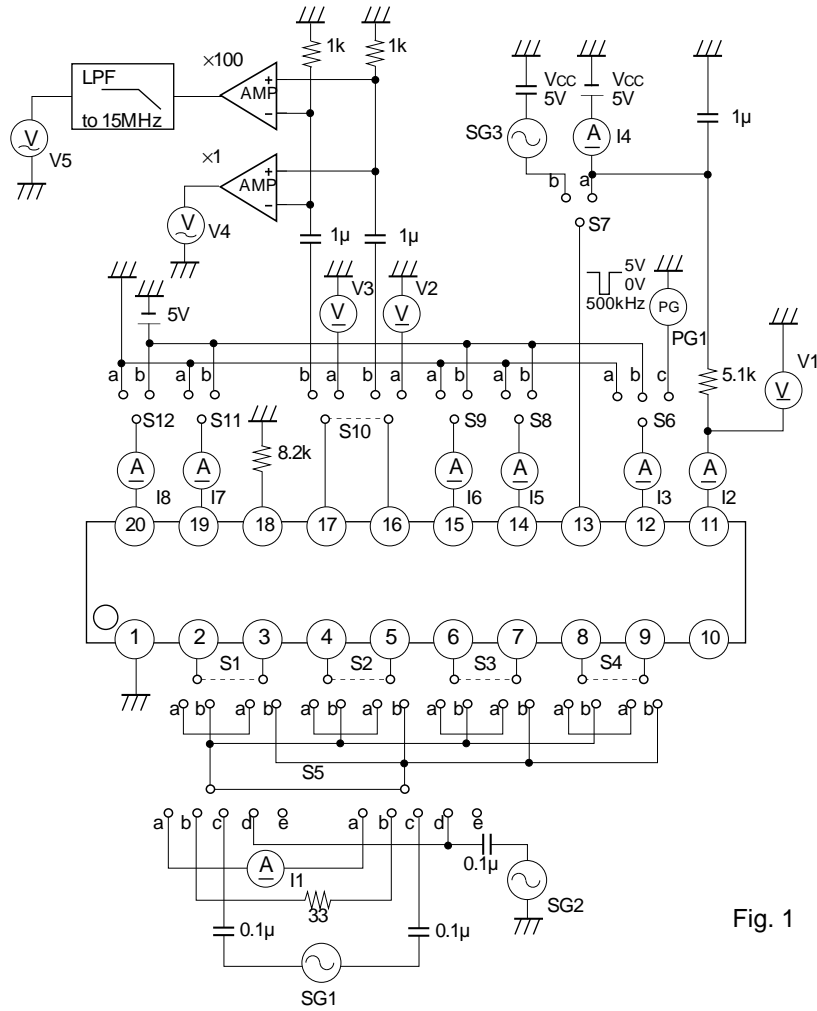 1k 1k
×100
LPF
to 15MHz
+ AMP −
V
V5
×1
+ AMP −
V
V4
1µ 1µ
VCC 5V
VCC 5V
SG3
A I4
1µ
b a
S7
5V
0V
500kHz
PG
PG1
V3 V
V2 V
V1 V
5V
5.1k
a b a b b a b a a b a b a b c
S12 S11 S10 S9 S8 S6
8.2k
A A A A A A
I8 I7 I6 I5 I3 I2
20 19 18 17 16 15 14 13 12 11
1 2 3 4 5 6 7 8 9 10
S1 S2 S3 S4
a b a b a b a b a b a b a b a b
S5
a b c d e a b c d e
A
I1
33
0.1µ
SG2
0.1µ 0.1µ
SG1
Fig. 1